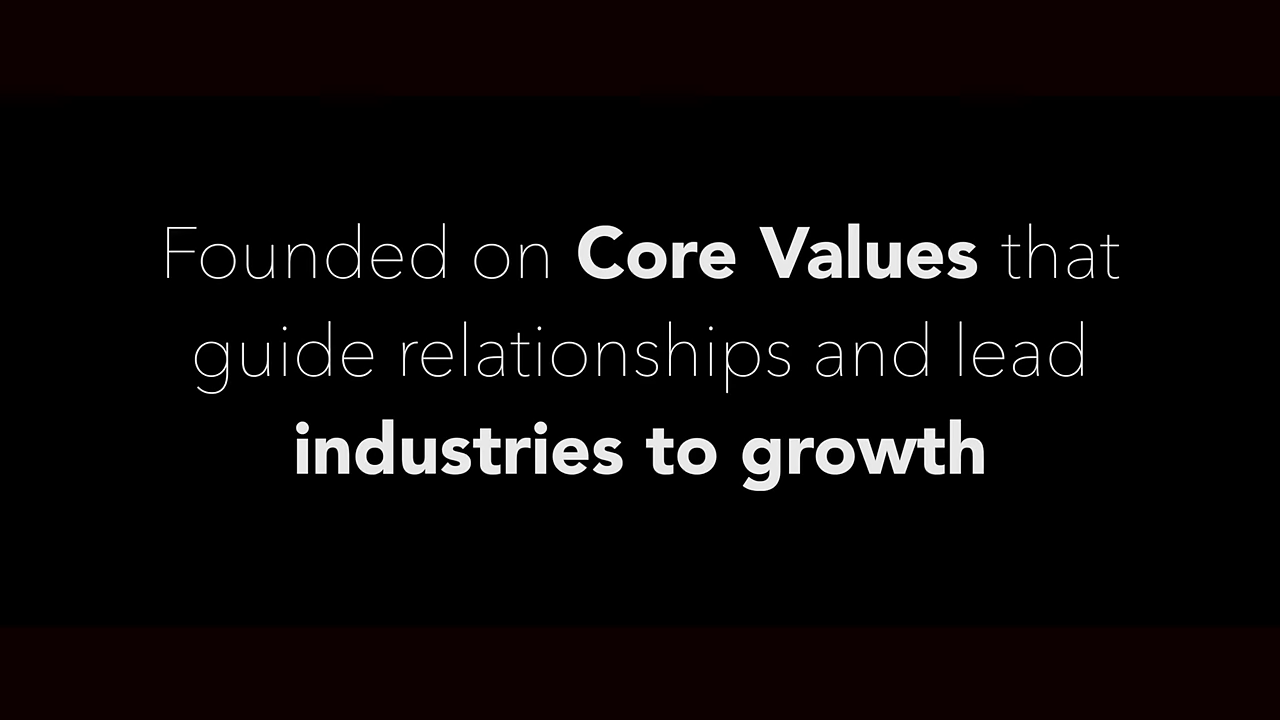 Founded on Core Values that
guide relationships and lead
industries to growth